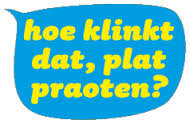 hoe klinkt
dat, plat
praoten?